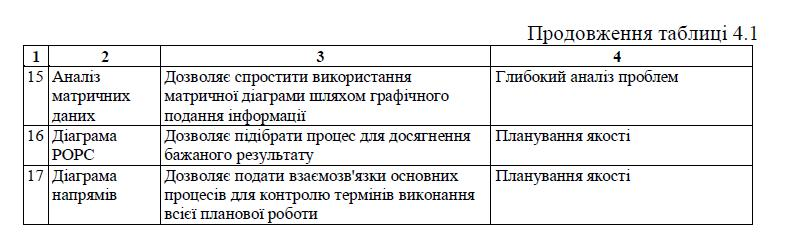 Продовження таблиці 4.1
1 2 3 4
15 Аналіз матричних даних Дозволяє спростити використання матричної діаграми шляхом графічного подання інформації Глибокий аналіз проблем
16 Діаграма РОРС Дозволяє підібрати процес для досягнення бажаного результату Планування якості
17 Діаграма напрямів Дозволяє подати взаємозв'язки основних процесів для контролю термінів виконання всієї планової роботи Планування якості